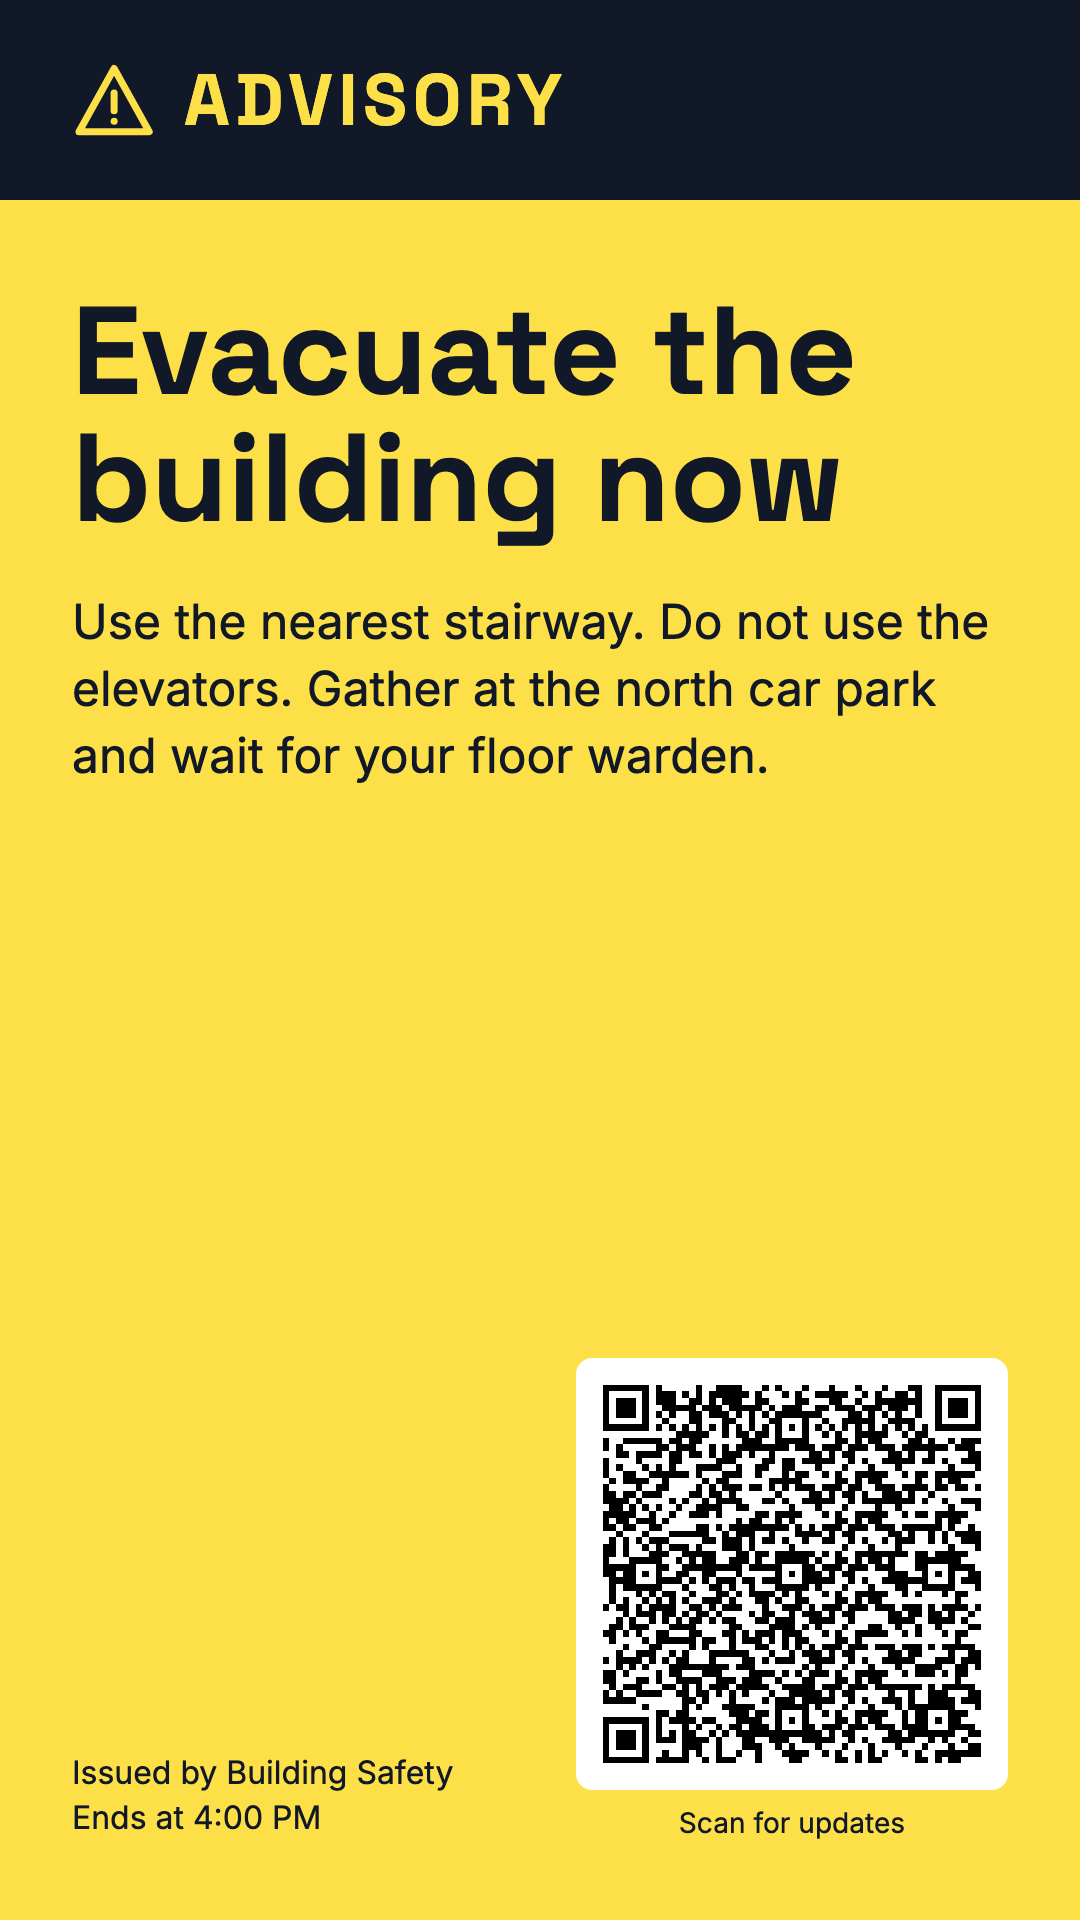 ADVISORY
Evacuate the
building now
Use the nearest stairway. Do not use the
elevators. Gather at the north car park
and wait for your floor warden.
Issued by Building Safety
Ends at 4:00 PM
Scan for updates